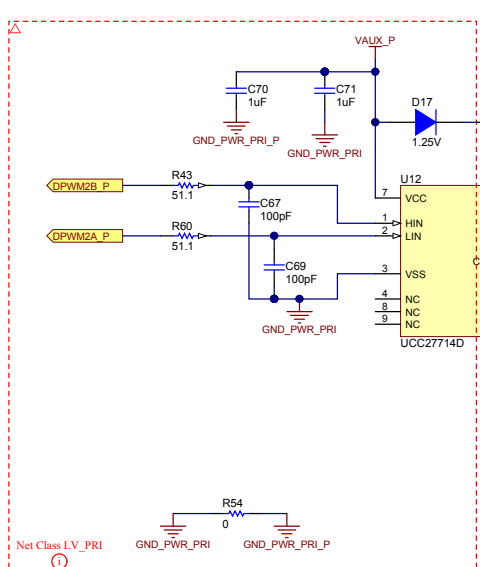 VAUX_P
C70
1uF
C71
1uF
D17
1.25V
GND_PWR_PRI_P
GND_PWR_PRI
U12
R43
DPWM2B_P
51.1
7
VCC
C67
100pF
1
HIN
R60
DPWM2A_P
51.1
2
LIN
C69
100pF
3
VSS
4
NC
8
NC
9
NC
GND_PWR_PRI
UCC27714D
R54
0
GND_PWR_PRI
GND_PWR_PRI_P
Net Class LV_PRI
i